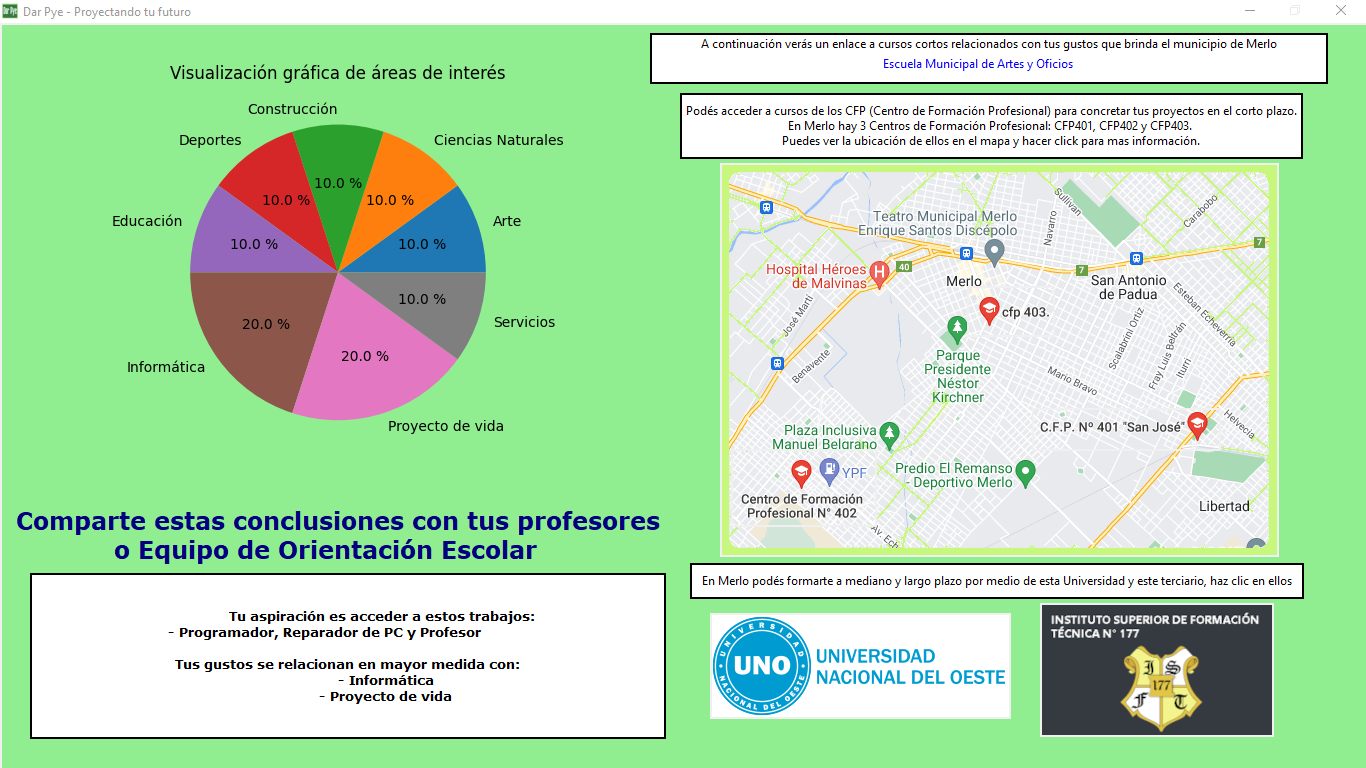 Dar Pye - Proyectando tu futuro
Visualización gráfica de áreas de interés
Construcción
Deportes
Ciencias Naturales
Educación
Arte
Informática
Servicios
Proyecto de vida
10.0 %
10.0 %
10.0 %
10.0 %
10.0 %
10.0 %
20.0 %
20.0 %
Comparte estas conclusiones con tus profesores
o Equipo de Orientación Escolar
Tu aspiración es acceder a estos trabajos:
- Programador, Reparador de PC y Profesor
Tus gustos se relacionan en mayor medida con:
- Informática
- Proyecto de vida
A continuación verás un enlace a cursos cortos relacionados con tus gustos que brinda el municipio de Merlo
Escuela Municipal de Artes y Oficios
Podés acceder a cursos de los CFP (Centro de Formación Profesional) para concretar tus proyectos en el corto plazo.
En Merlo hay 3 Centros de Formación Profesional: CFP401, CFP402 y CFP403.
Puedes ver la ubicación de ellos en el mapa y hacer click para mas información.
Sullivan
Carabobo
Navarro
Teatro Municipal Merlo
Enrique Santos Discépolo
7
Hospital Héroes
de Malvinas
H
40
7
Merlo
San Antonio
de Padua
José Martí
cfp 403.
Esteban Echeverría
Scalabrini Ortiz
Fray Luis Beltrán
Iturri
Benavente
Parque
Presidente
Néstor
Kirchner
Mario Bravo
Plaza Inclusiva
Manuel Belgrano
C.F.P. Nº 401 "San José"
Helvecia
YPF
Predio El Remanso
- Deportivo Merlo
Centro de Formación
Profesional N° 402
Libertad
Av. Ech
En Merlo podés formarte a mediano y largo plazo por medio de esta Universidad y este terciario, haz clic en ellos
UNIVERSIDAD
UNO
NACIONAL DEL OESTE
UNIVERSIDAD
NACIONAL DEL OESTE
INSTITUTO SUPERIOR DE FORMACIÓN
TÉCNICA N° 177
I S
177
F T